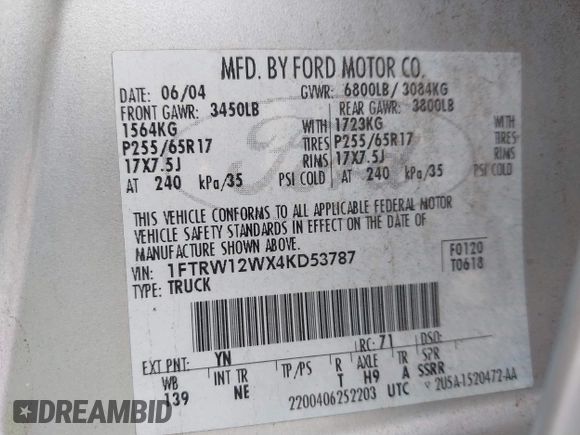 MFD. BY FORD MOTOR CO.
DATE: 06/04 GVWR: 6800LB/ 3084KG
FRONT GAWR: 3450LB REAR GAWR: 3800LB
1564KG WITH 1723KG WITH
P255/65R17 TIRES P255/65R17 TIRES
17X7.5J RIMS 17X7.5J RIMS
AT 240 kPa/35 PSI COLD AT 240 kPa/35 PSI COLD
THIS VEHICLE CONFORMS TO ALL APPLICABLE FEDERAL MOTOR
VEHICLE SAFETY STANDARDS IN EFFECT ON THE DATE OF
MANUFACTURE SHOWN ABOVE.
VIN: 1FTRW12WX4KD53787 F0120
TYPE: TRUCK T0618
EXT PNT: YN RC: 71 DSO:
WB INT TR TP/PS R AXLE TR SPR
139 NE T H9 A SSRR
2200406252203 UTC V 2U5A-1520472-AA
Ford
DREAMBID